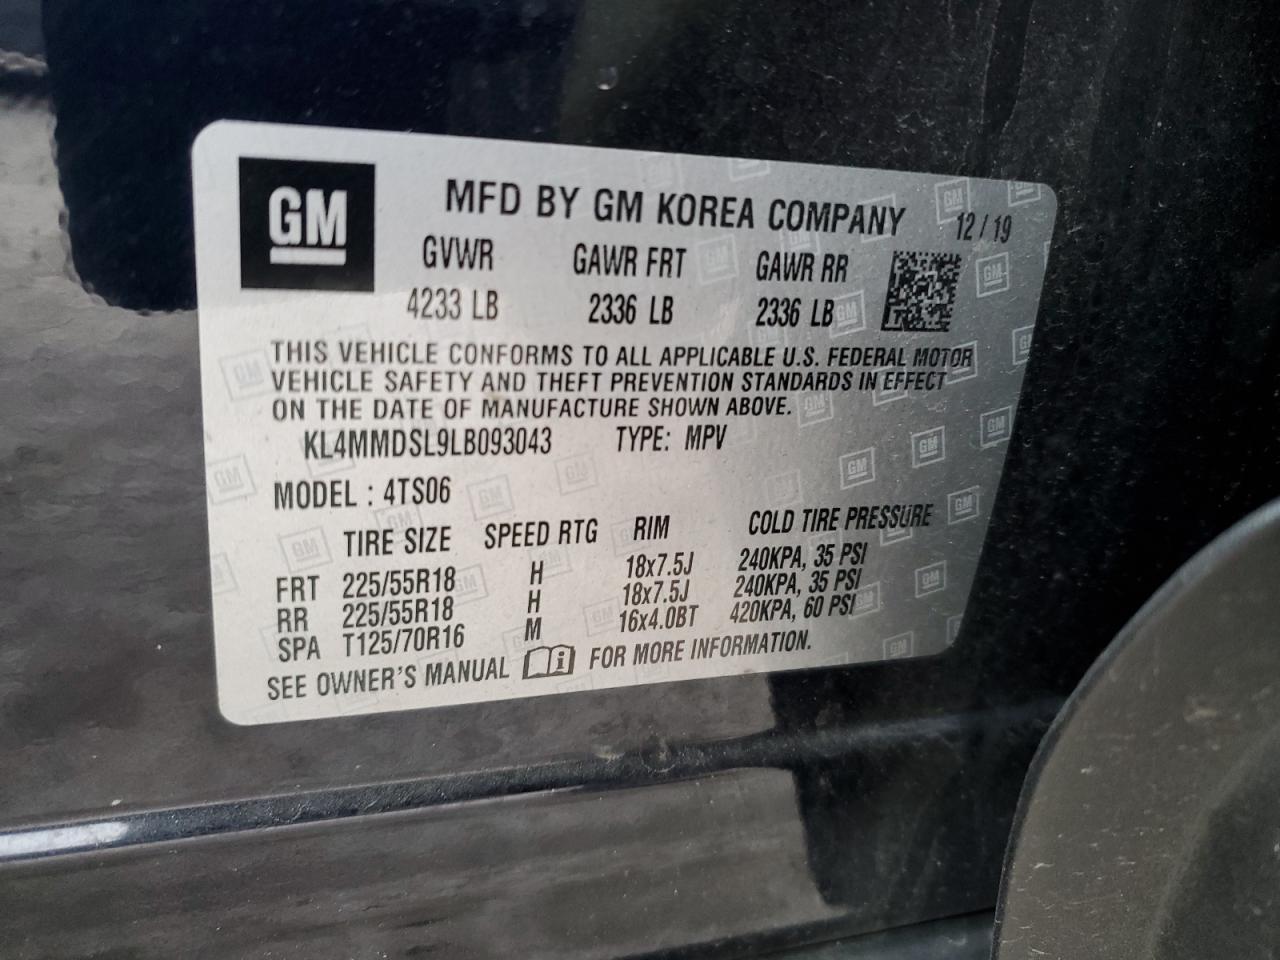 GM
MFD BY GM KOREA COMPANY 12 / 19
GVWR GAWR FRT GAWR RR
4233 LB 2336 LB 2336 LB
THIS VEHICLE CONFORMS TO ALL APPLICABLE U.S. FEDERAL MOTOR
VEHICLE SAFETY AND THEFT PREVENTION STANDARDS IN EFFECT
ON THE DATE OF MANUFACTURE SHOWN ABOVE.
KL4MMDSL9LB093043 TYPE: MPV
MODEL : 4TS06
TIRE SIZE SPEED RTG RIM COLD TIRE PRESSURE
FRT 225/55R18 H 18x7.5J 240KPA, 35 PSI
RR 225/55R18 H 18x7.5J 240KPA, 35 PSI
SPA T125/70R16 M 16x4.0BT 420KPA, 60 PSI
SEE OWNER'S MANUAL FOR MORE INFORMATION.